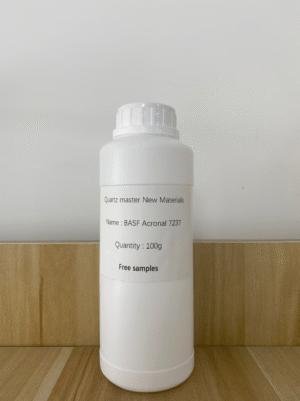 Quartz master New Materials
Name : BASF Acronal 7237
Quantity : 100g
Free samples